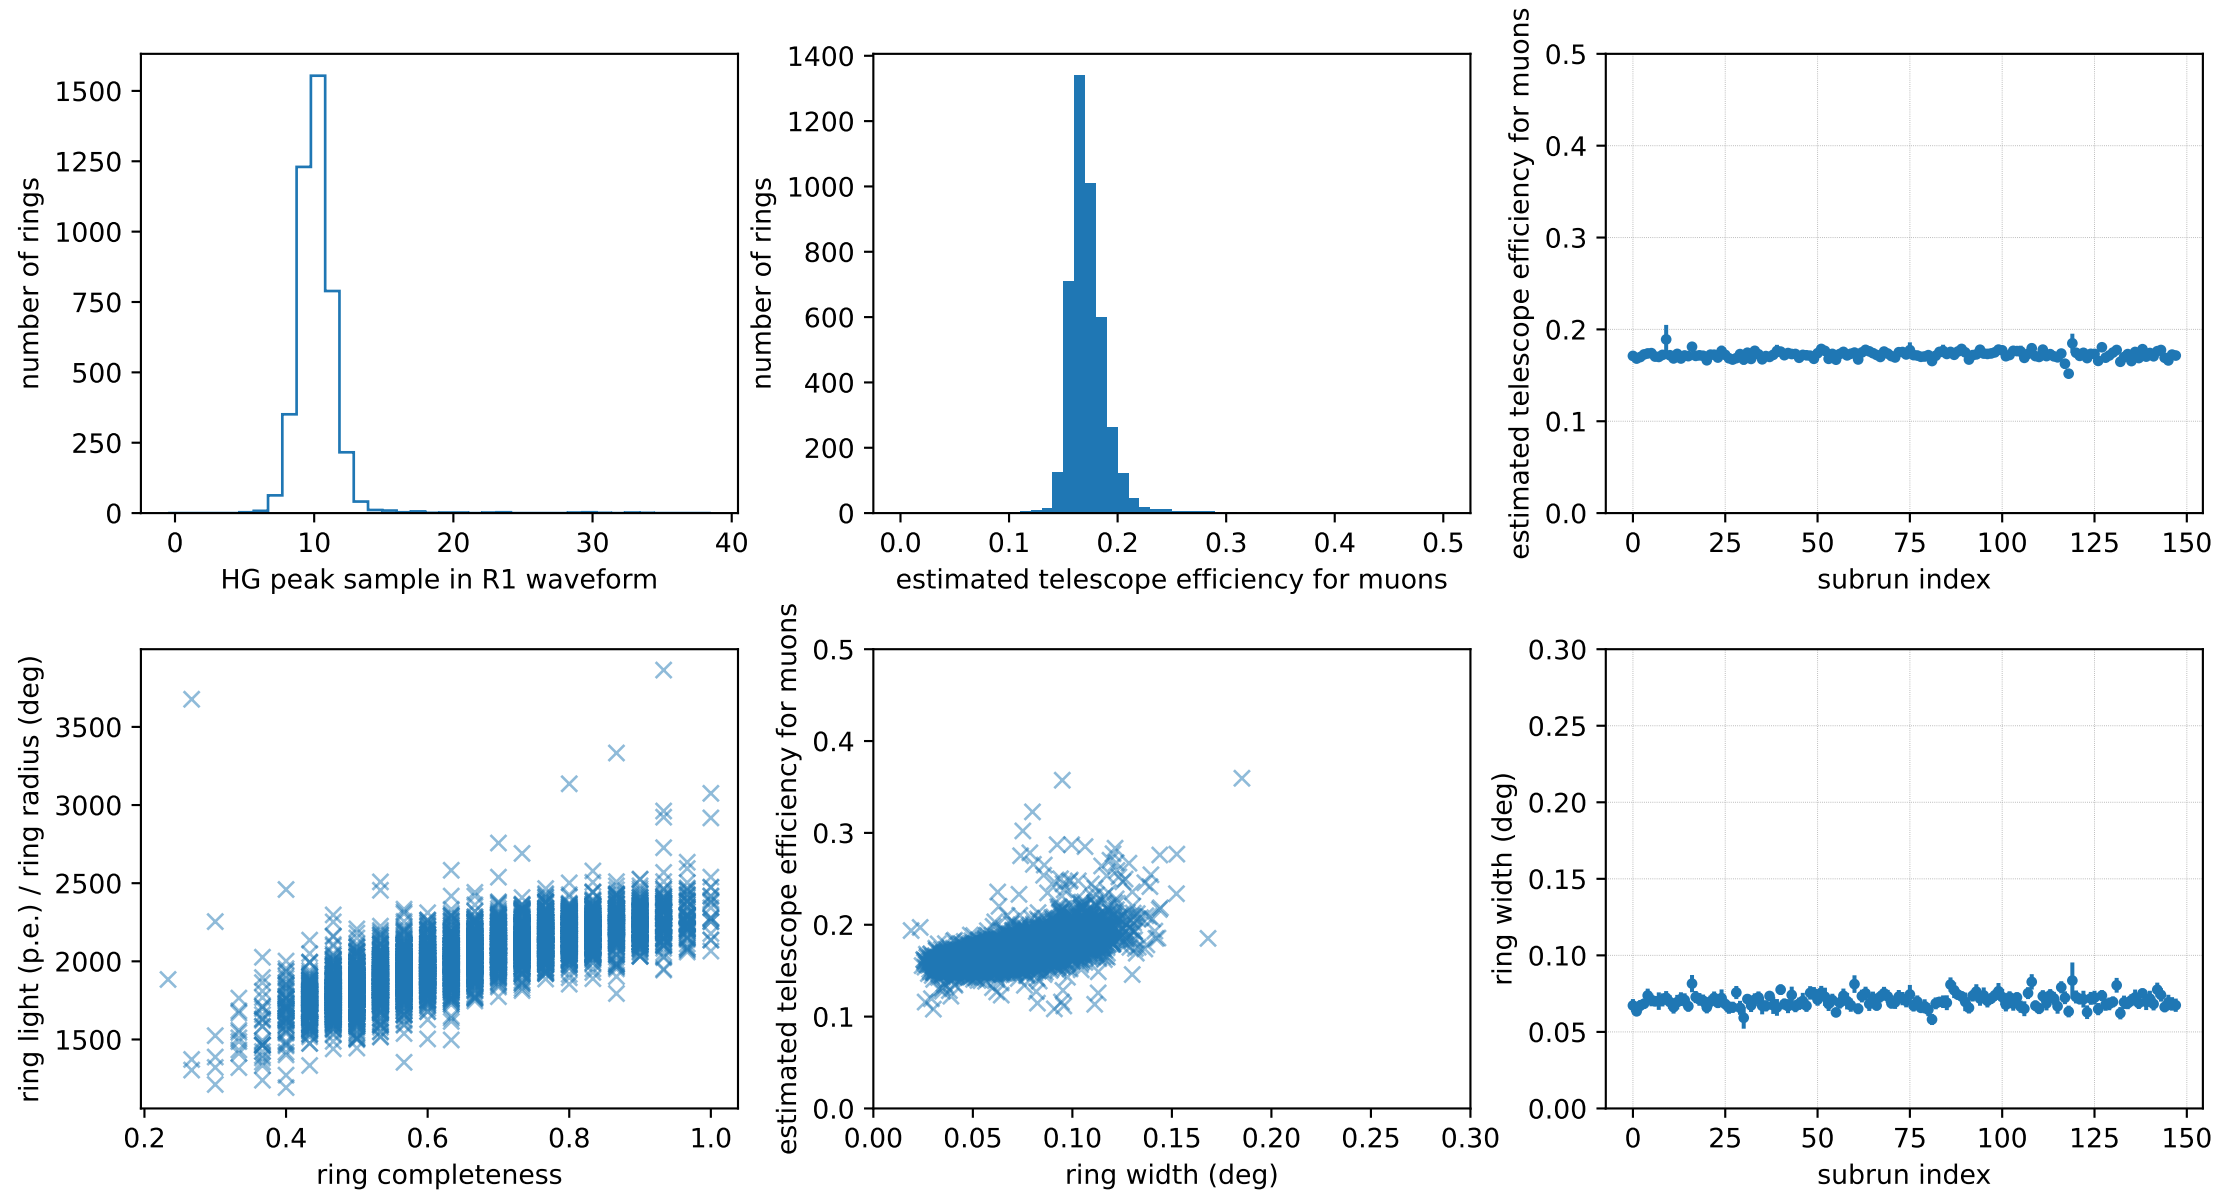 number of rings
1500
1250
1000
750
500
250
0
0 10 20 30 40
HG peak sample in R1 waveform
number of rings
1400
1200
1000
800
600
400
200
0
0.0 0.1 0.2 0.3 0.4 0.5
estimated telescope efficiency for muons
estimated telescope efficiency for muons
0.5
0.4
0.3
0.2
0.1
0.0
0 25 50 75 100 125 150
subrun index
ring light (p.e.) / ring radius (deg)
3500
3000
2500
2000
1500
0.2 0.4 0.6 0.8 1.0
ring completeness
estimated telescope efficiency for muons
0.5
0.4
0.3
0.2
0.1
0.0
0.00 0.05 0.10 0.15 0.20 0.25 0.30
ring width (deg)
ring width (deg)
0.30
0.25
0.20
0.15
0.10
0.05
0.00
0 25 50 75 100 125 150
subrun index